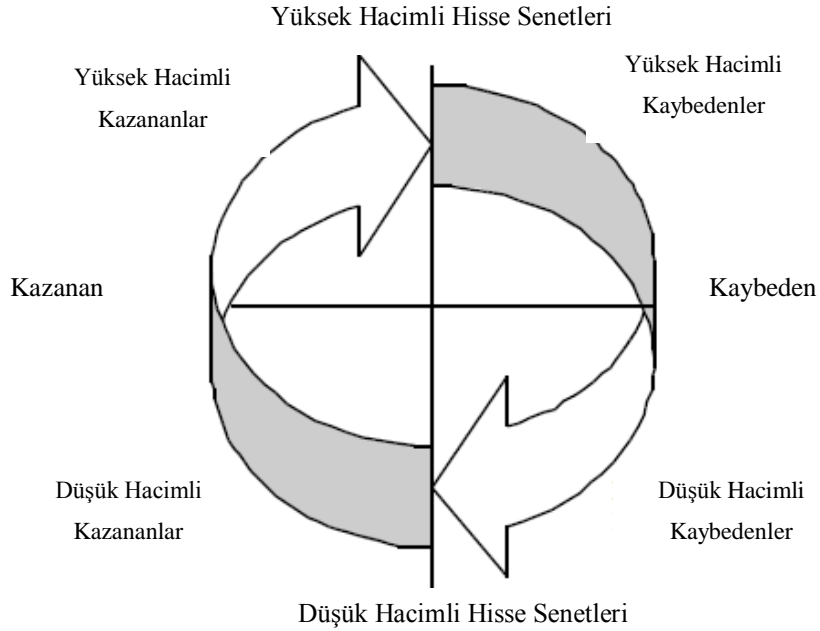 Yüksek Hacimli Hisse Senetleri
Yüksek Hacimli
Kazananlar
Yüksek Hacimli
Kaybedenler
Kazanan
Kaybeden
Düşük Hacimli
Kazananlar
Düşük Hacimli
Kaybedenler
Düşük Hacimli Hisse Senetleri